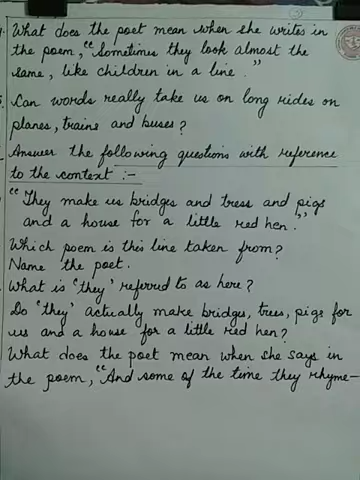 What does the poet mean when she writes in
the poem, "Sometimes they look almost the
same, like children in a line."
Can words really take us on long rides on
planes, trains and buses?
Answer the following questions with reference
to the context :-
"They make us bridges and tress and pigs
and a house for a little red hen."
Which poem is this line taken from?
Name the poet.
What is 'they' referred to as here?
Do 'they' actually make bridges, trees, pigs for
us and a house for a little red hen?
What does the poet mean when she says in
the poem, "And some of the time they rhyme—